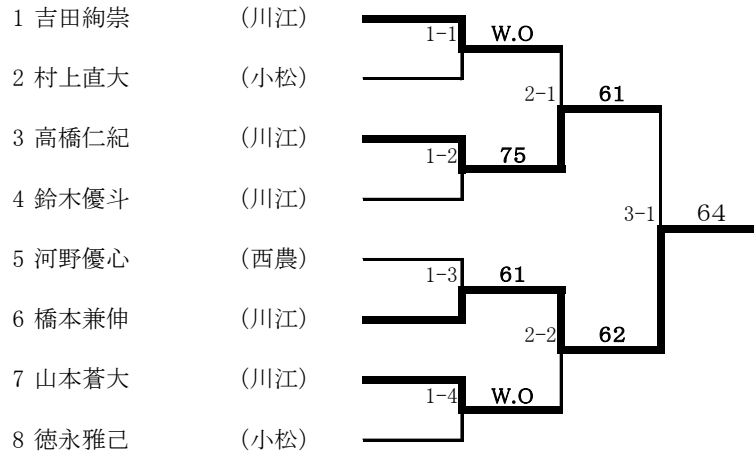 1 吉田絢崇 (川江)
1-1 W.O
2 村上直大 (小松)
2-1 61
3 高橋仁紀 (川江)
1-2 75
4 鈴木優斗 (川江)
3-1 64
5 河野優心 (西農)
1-3 61
6 橋本兼伸 (川江)
2-2 62
7 山本蒼大 (川江)
1-4 W.O
8 徳永雅己 (小松)